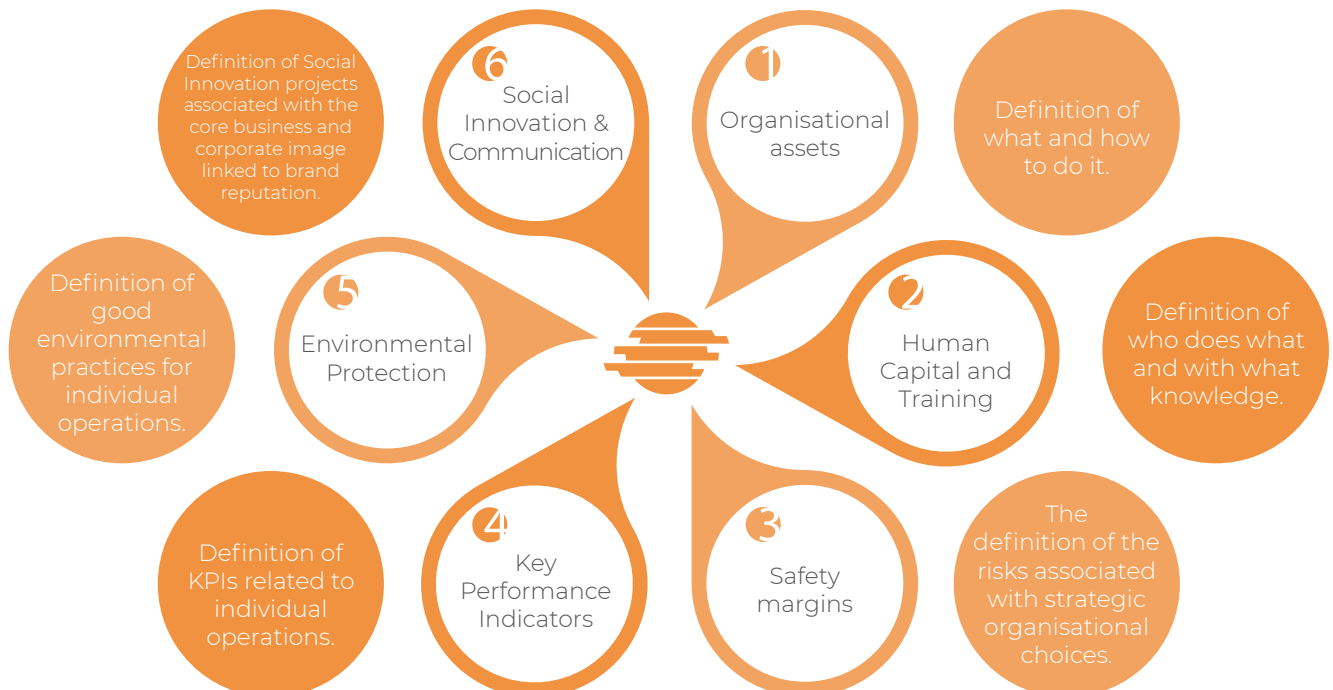 1
Organisational
assets
Definition of
what and how
to do it.
2
Human
Capital and
Training
Definition of
who does what
and with what
knowledge.
3
Safety
margins
The
definition of the
risks associated
with strategic
organisational
choices.
4
Key
Performance
Indicators
Definition of
KPIs related to
individual
operations.
5
Environmental
Protection
Definition of
good
environmental
practices for
individual
operations.
6
Social
Innovation &
Communication
Definition of Social
Innovation projects
associated with the
core business and
corporate image
linked to brand
reputation.